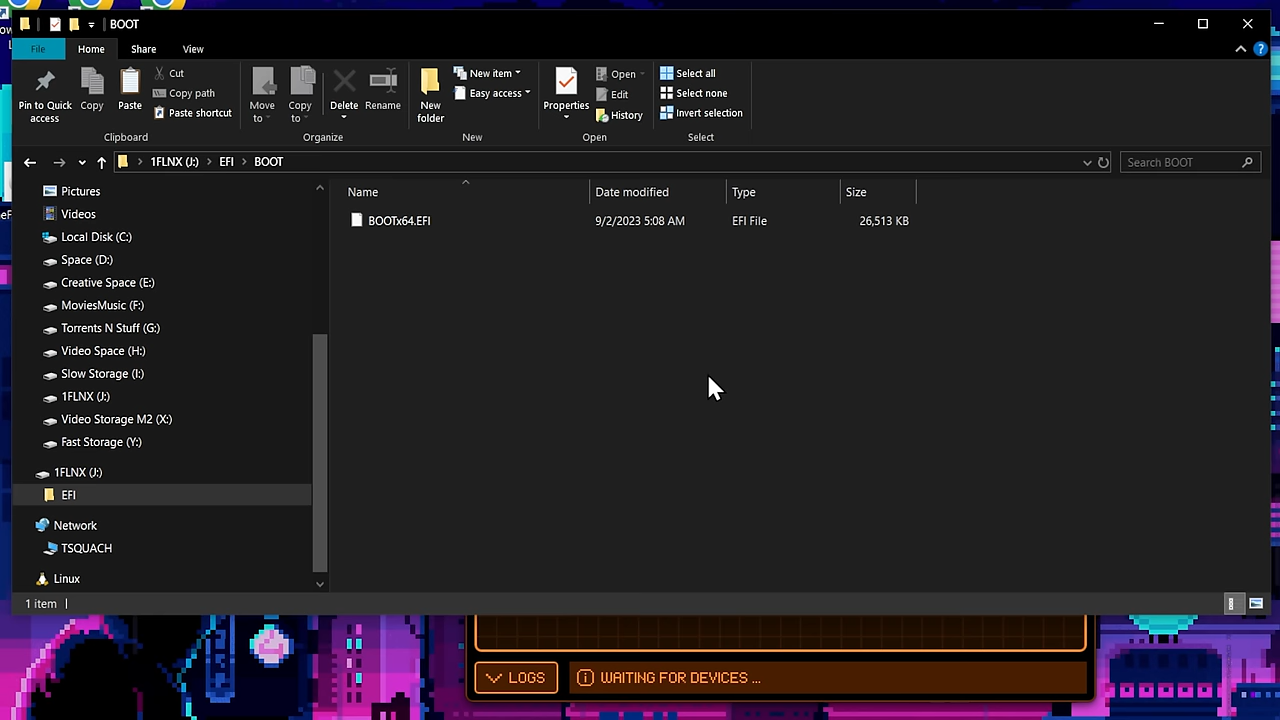 BOOT
File Home Share View
Pin to Quick access
Copy
Paste
Cut
Copy path
Paste shortcut
Clipboard
Move to
Copy to
Delete
Rename
Organize
New folder
New item
Easy access
New
Properties
Open
Edit
History
Open
Select all
Select none
Invert selection
Select
1FLNX (J:) EFI BOOT
Search BOOT
Pictures
Videos
Local Disk (C:)
Space (D:)
Creative Space (E:)
MoviesMusic (F:)
Torrents N Stuff (G:)
Video Space (H:)
Slow Storage (I:)
1FLNX (J:)
Video Storage M2 (X:)
Fast Storage (Y:)
1FLNX (J:)
EFI
Network
TSQUACH
Linux
Name Date modified Type Size
BOOTx64.EFI 9/2/2023 5:08 AM EFI File 26,513 KB
1 item
LOGS
WAITING FOR DEVICES ...